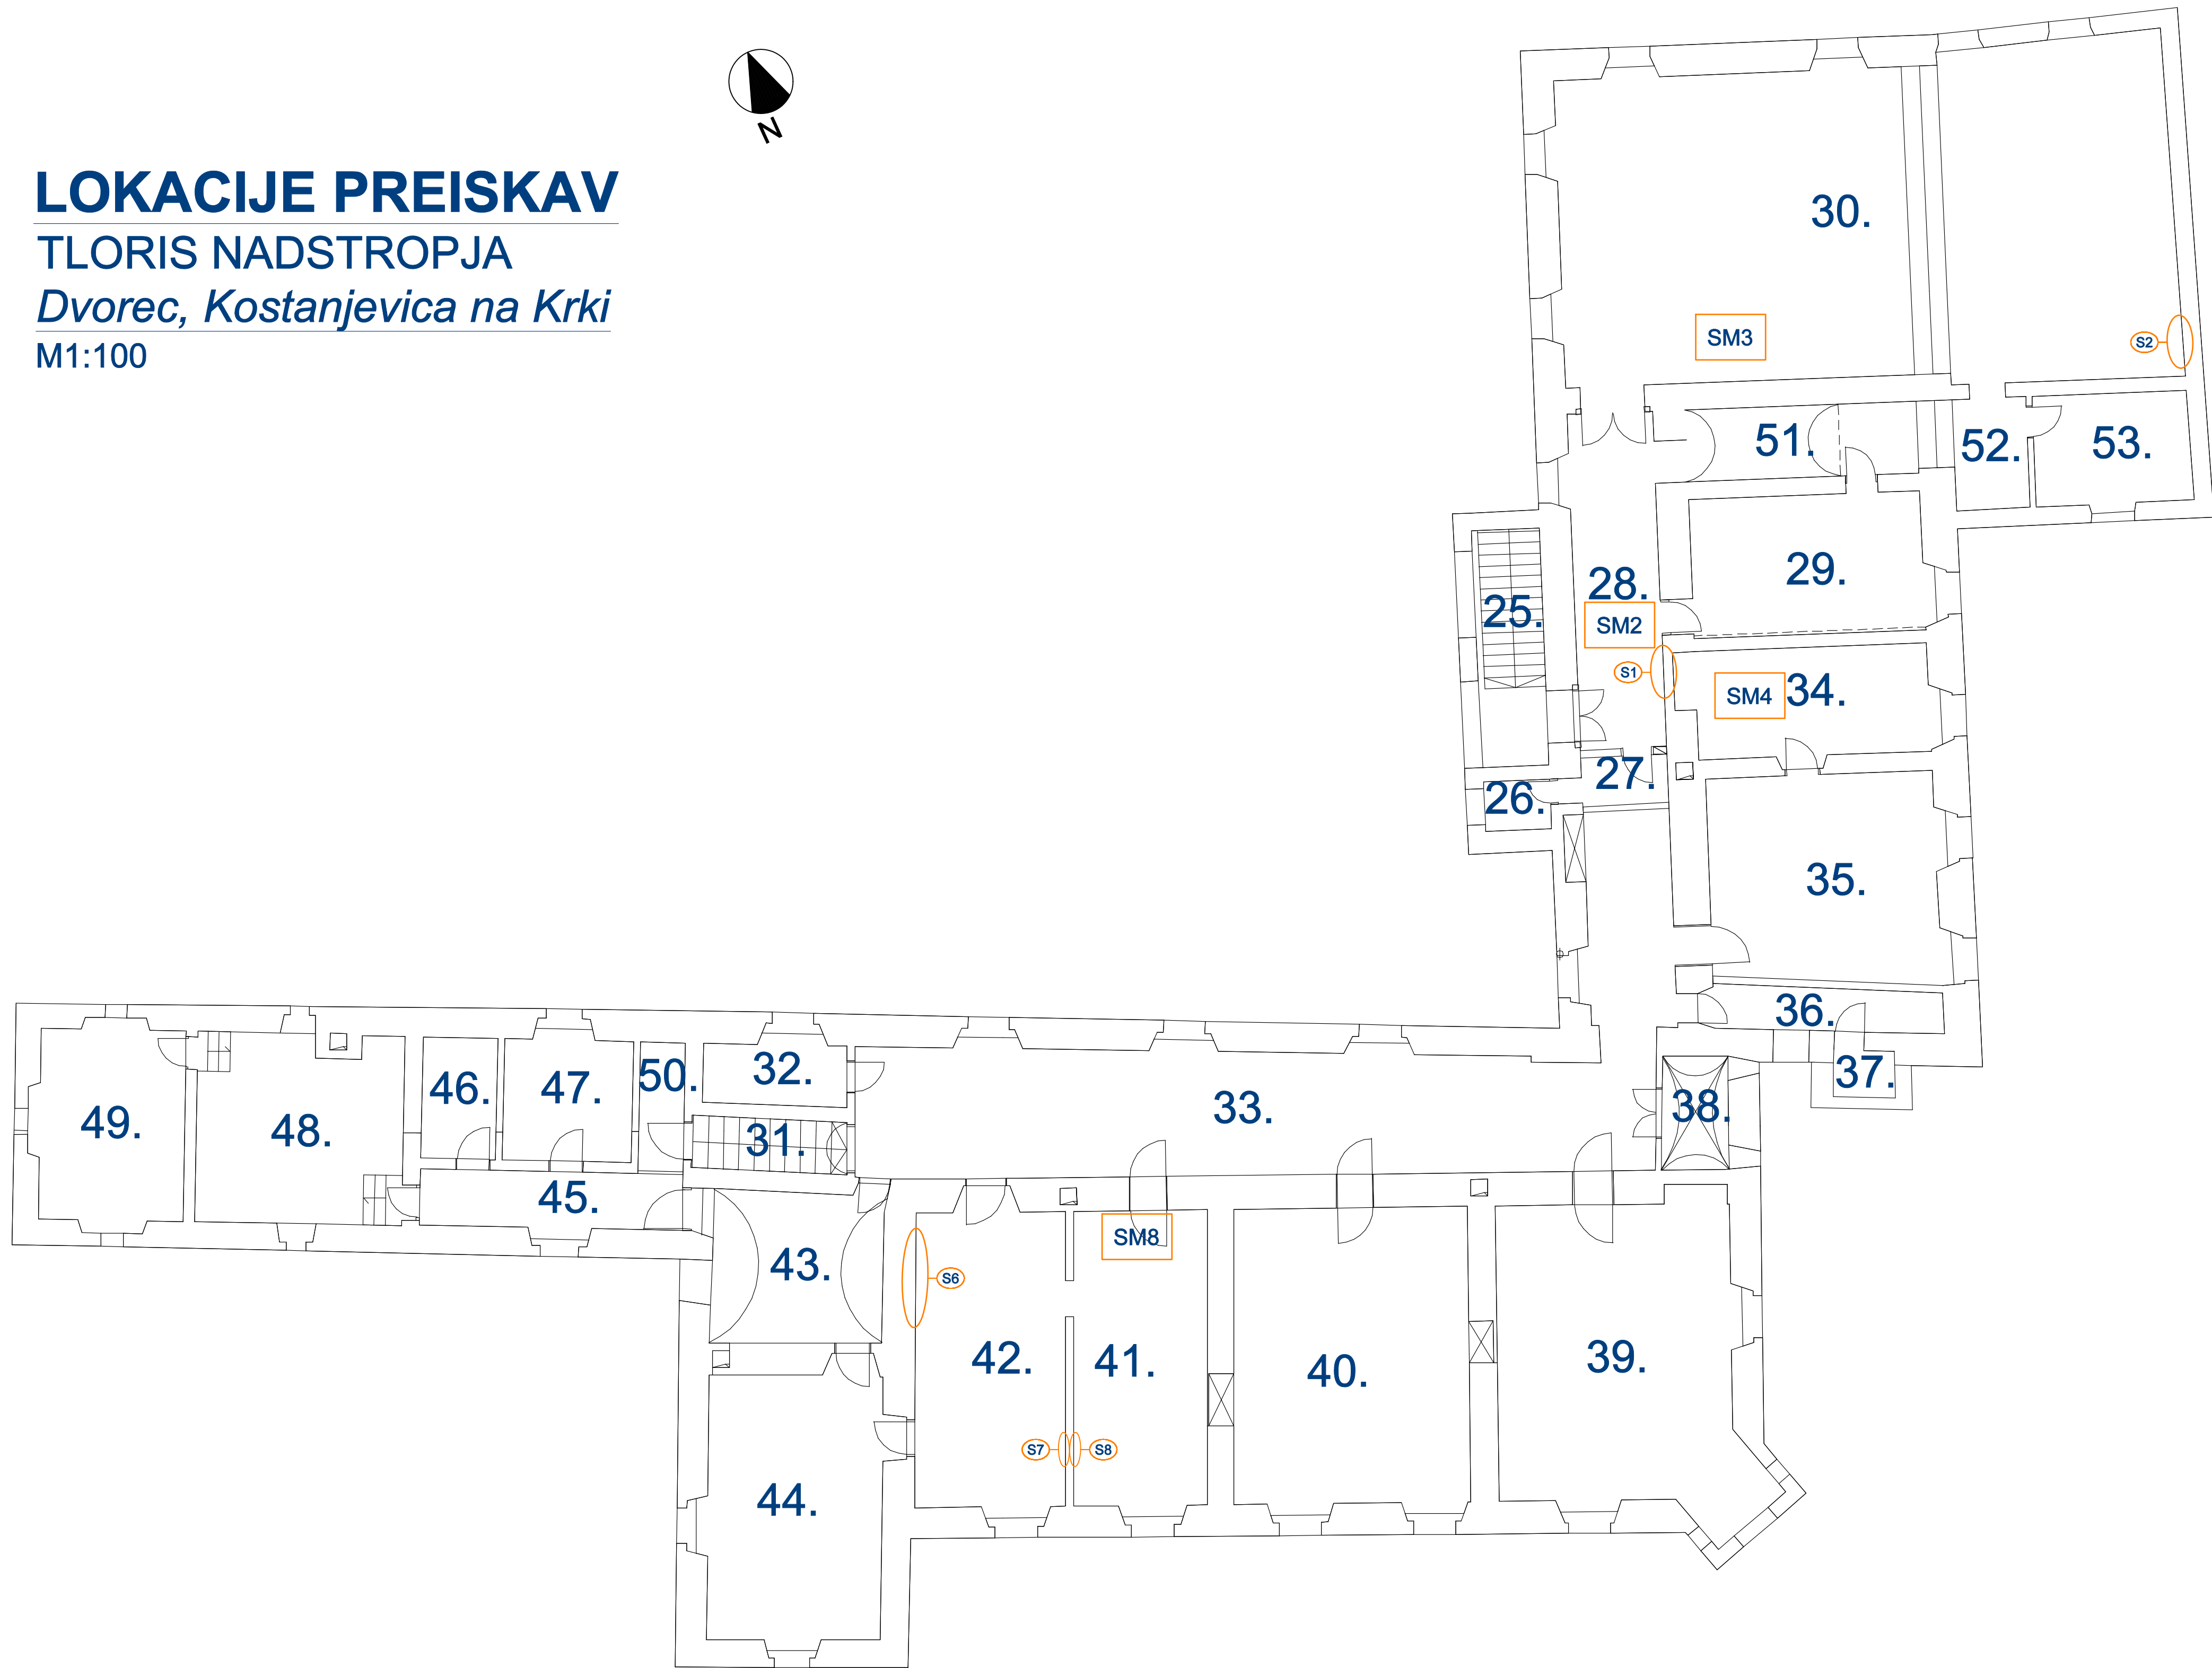 N
LOKACIJE PREISKAV
TLORIS NADSTROPJA
Dvorec, Kostanjevica na Krki
M1:100
30.
SM3
S2
51.
52.
53.
29.
28.
25.
SM2
S1
SM4
34.
27.
26.
35.
36.
37.
38.
33.
32.
50.
47.
46.
49.
48.
31.
45.
43.
SM8
S6
42.
41.
40.
39.
S7
S8
44.